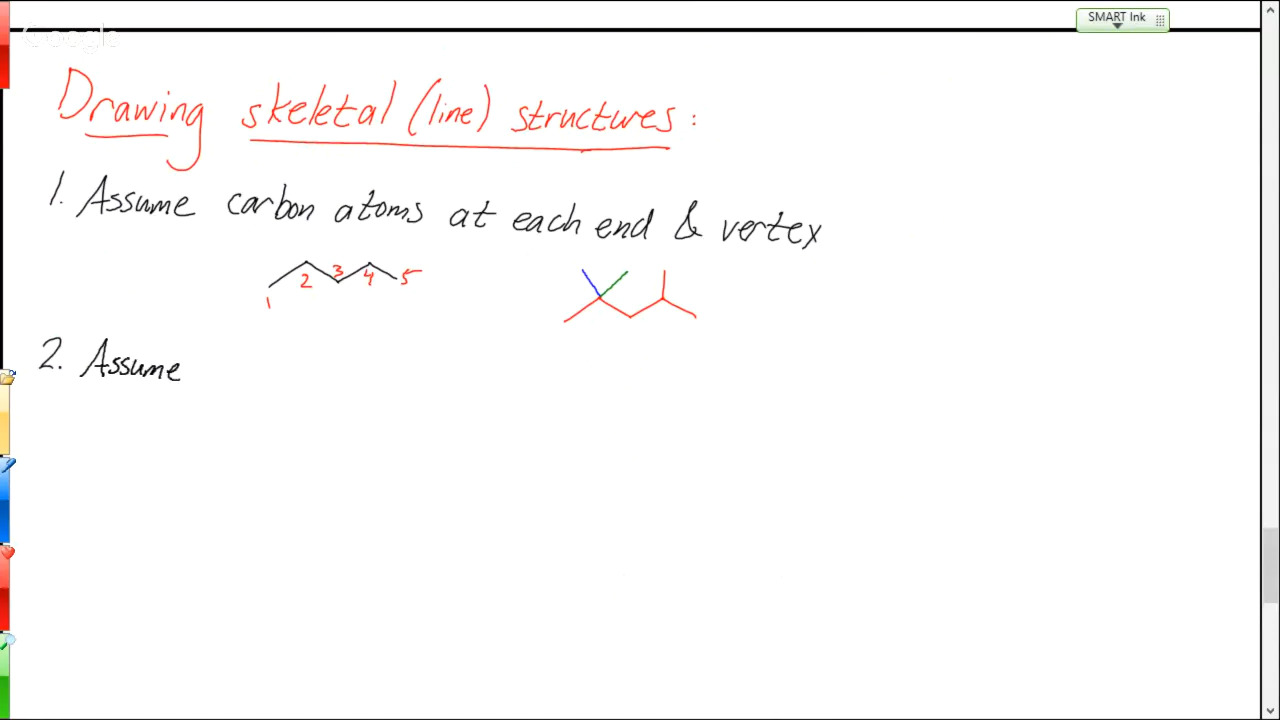 SMART Ink
Google
Drawing skeletal (line) structures:
1. Assume carbon atoms at each end & vertex
1 2 3 4 5
2. Assume